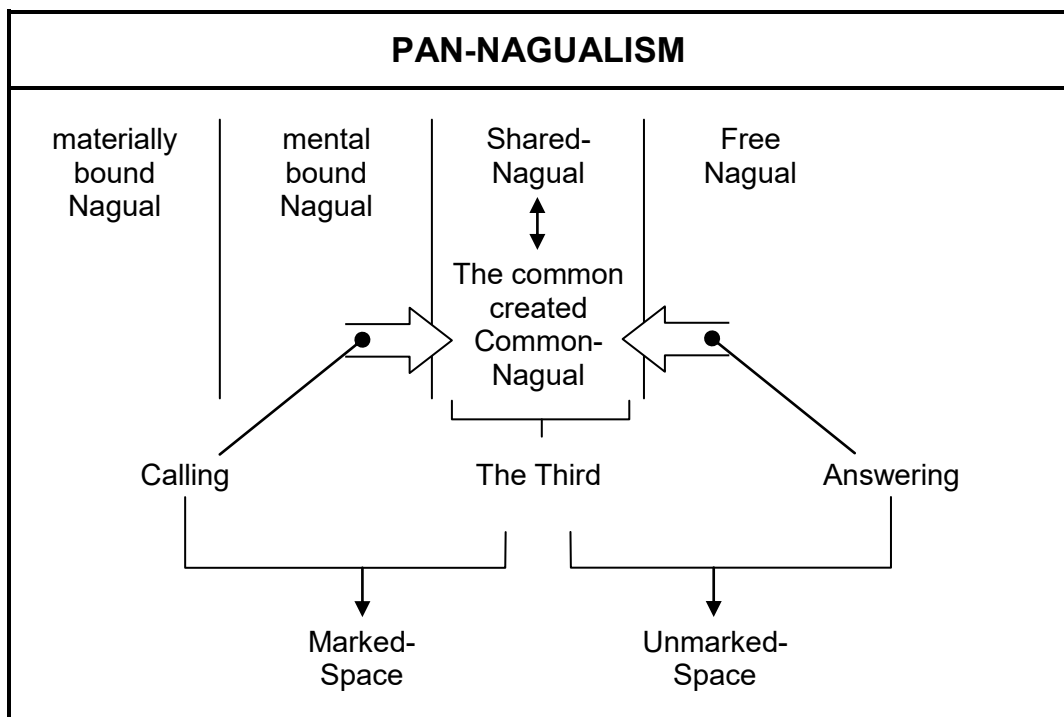 PAN-NAGUALISM
materially
bound
Nagual
mental
bound
Nagual
Shared-
Nagual
Free
Nagual
The common
created
Common-
Nagual
Calling
The Third
Answering
Marked-
Space
Unmarked-
Space